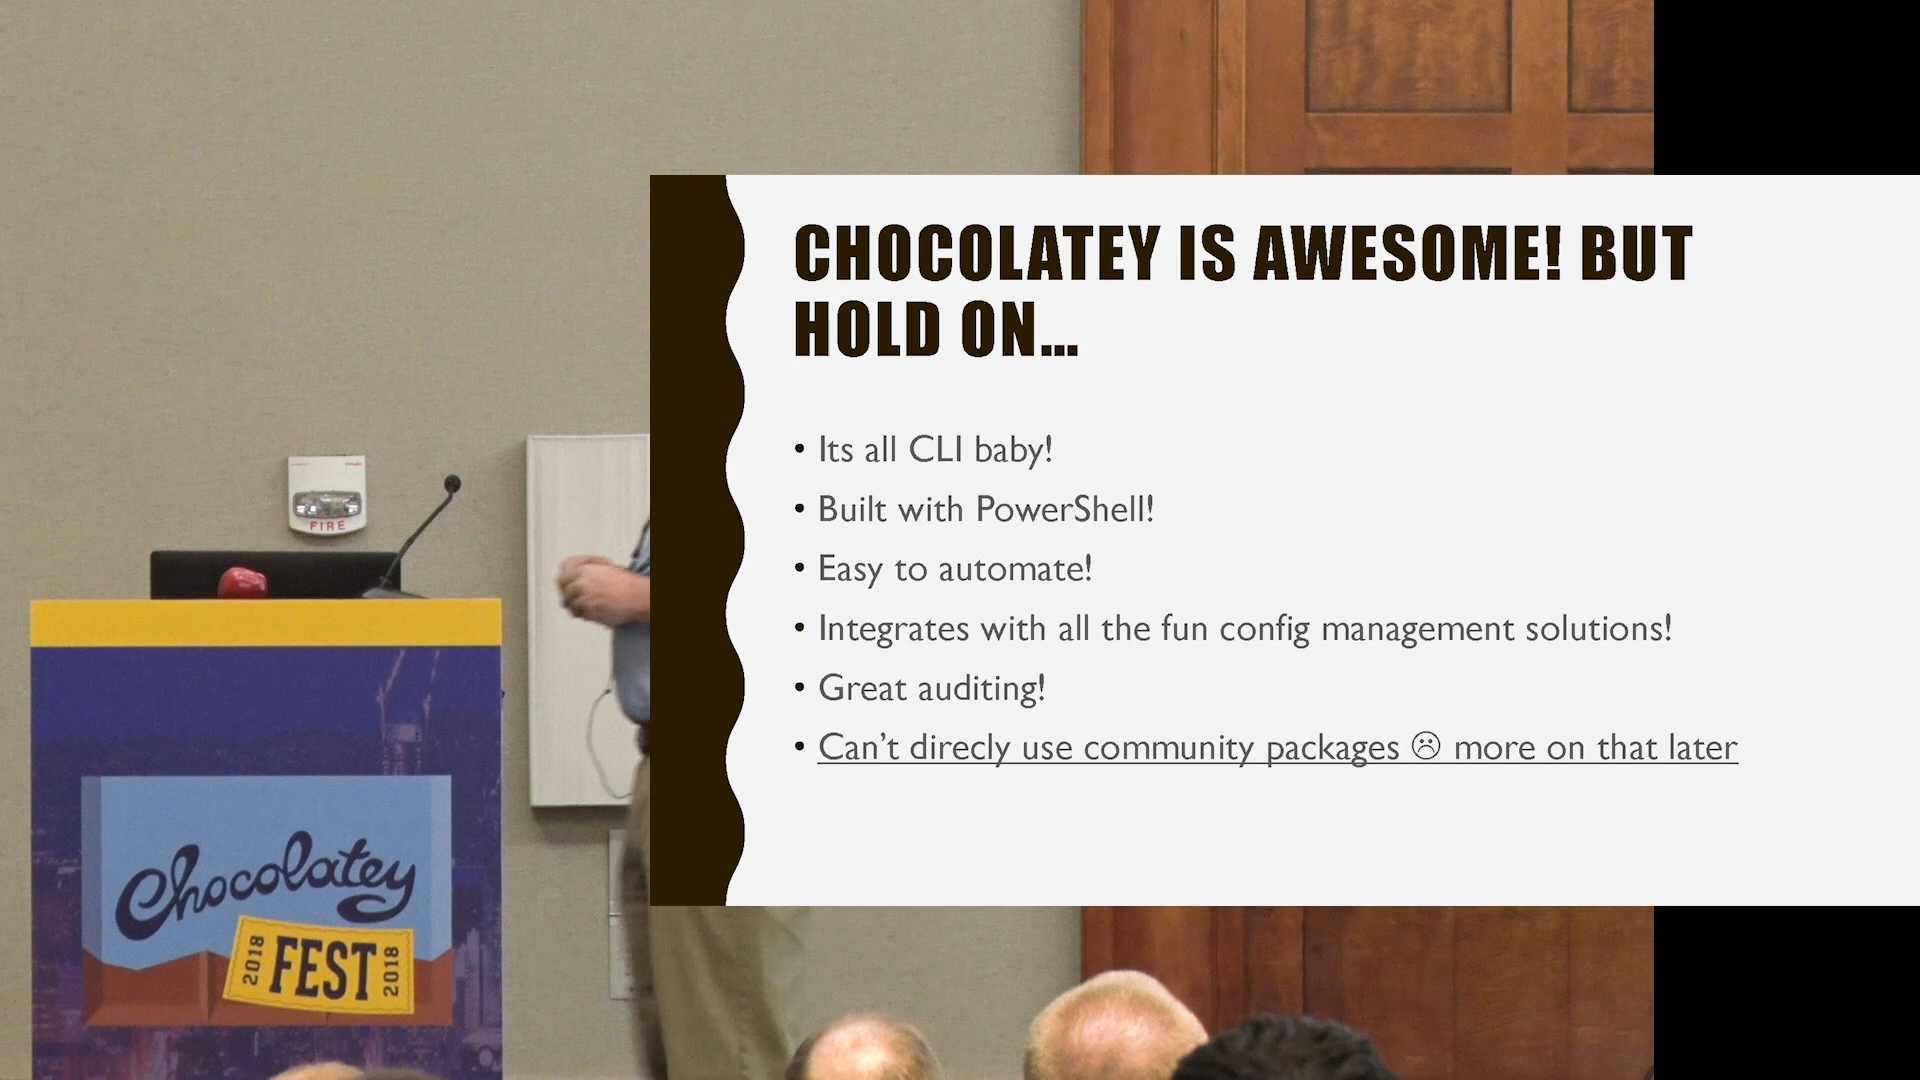 CHOCOLATEY IS AWESOME! BUT
HOLD ON...
• Its all CLI baby!
• Built with PowerShell!
• Easy to automate!
• Integrates with all the fun config management solutions!
• Great auditing!
• Can't direcly use community packages ☹ more on that later
FIRE
Chocolatey
2018 FEST 2018